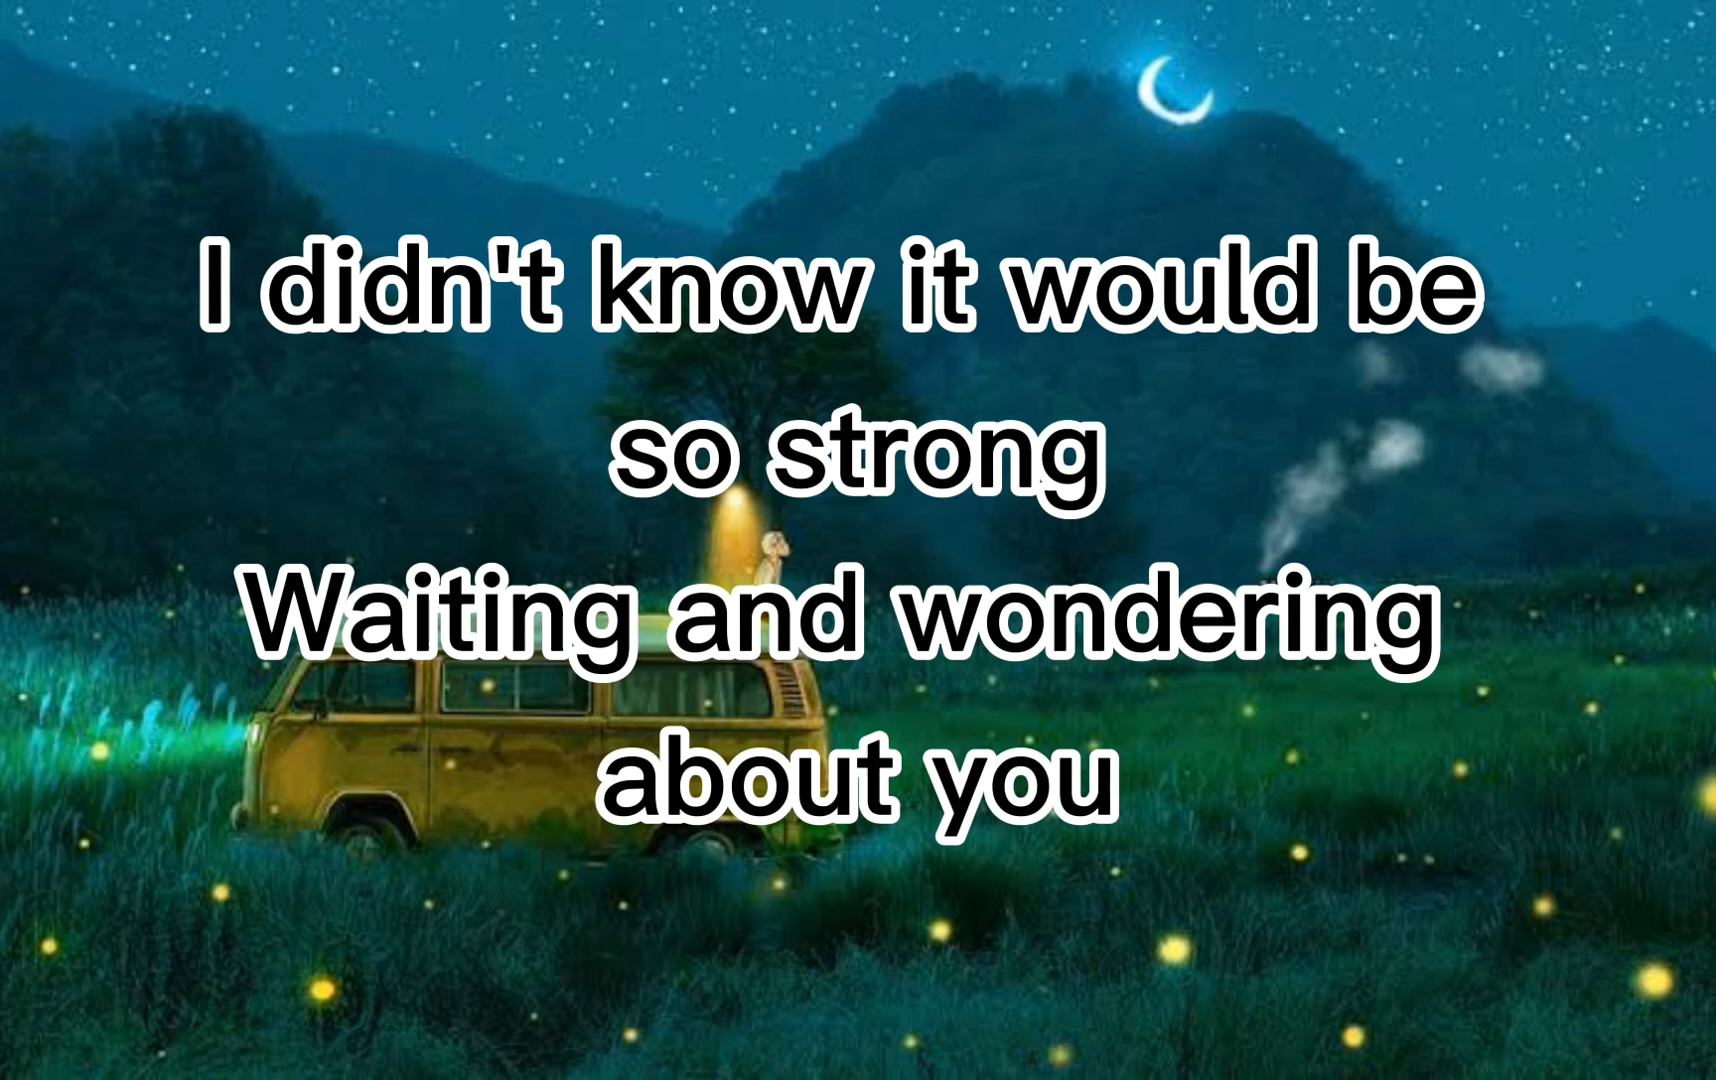 I didn't know it would be
so strong
Waiting and wondering
about you